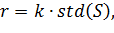 r = k · std(S),